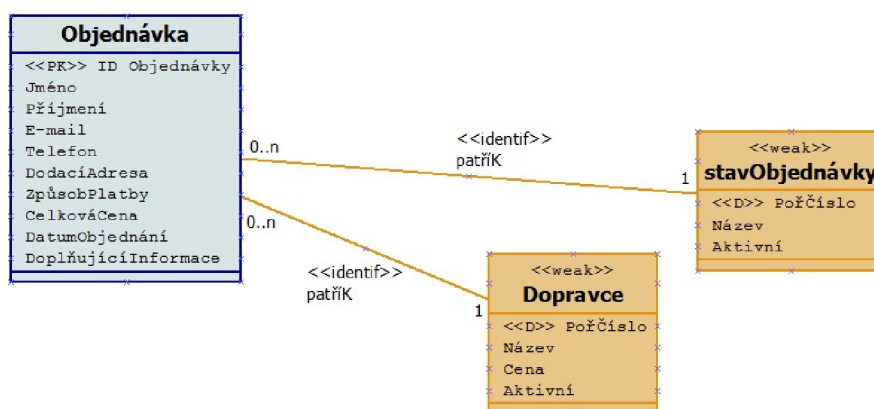 Objednávka
<<PK>> ID Objednávky
Jméno
Příjmení
E-mail
Telefon
DodacíAdresa
ZpůsobPlatby
CelkováCena
DatumObjednání
DoplňujícíInformace
0..n
<<identif>>
patříK
1
0..n
<<identif>>
patříK
1
<<weak>>
stavObjednávky
<<D>> PořČíslo
Název
Aktivní
<<weak>>
Dopravce
<<D>> PořČíslo
Název
Cena
Aktivní